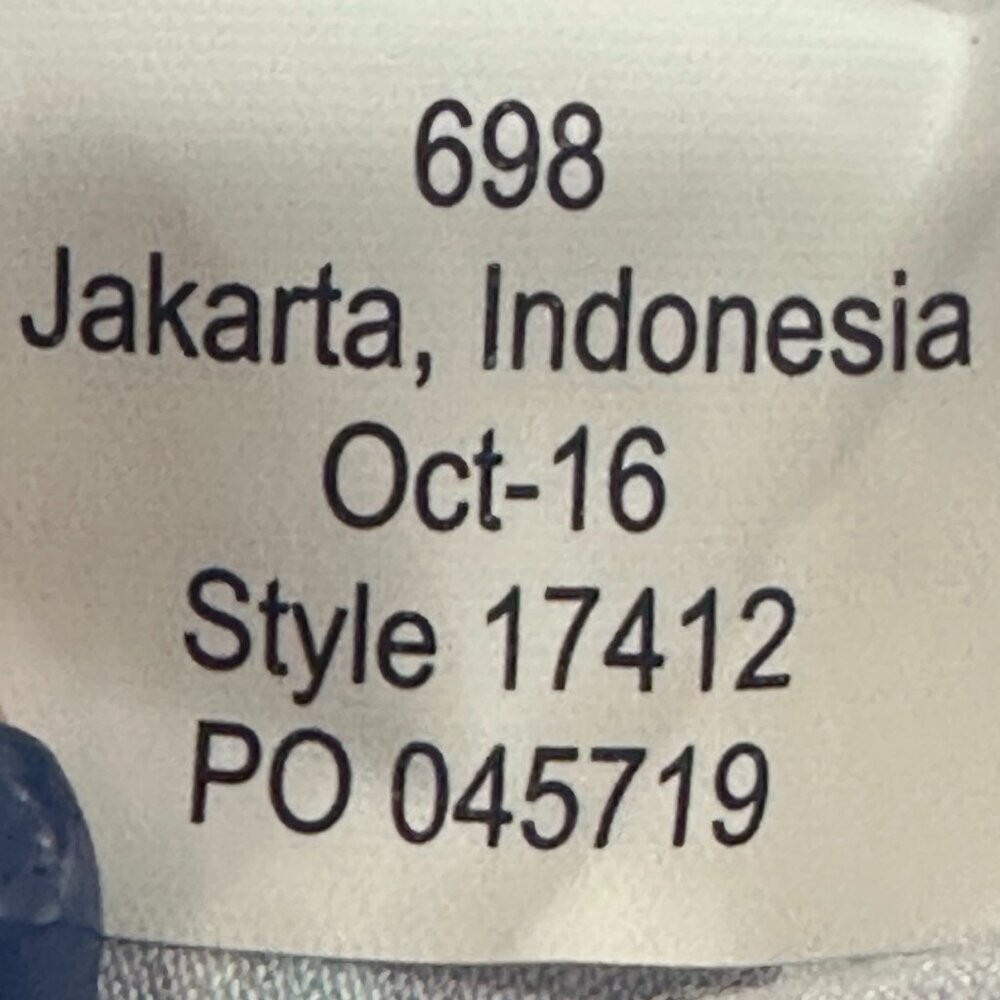 698
Jakarta, Indonesia
Oct-16
Style 17412
PO 045719